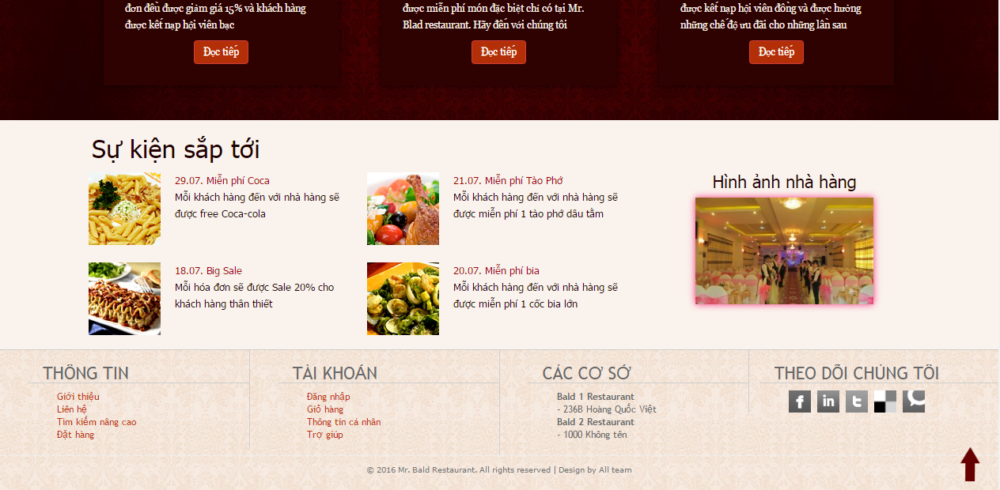 đơn đều được giảm giá 15% và khách hàng
được kết nạp hội viên bạc
Đọc tiếp
được miễn phí món đặc biệt chỉ có tại Mr.
Blad restaurant. Hãy đến với chúng tôi
Đọc tiếp
được kết nạp hội viên đồng và được hưởng
những chế độ ưu đãi cho những lần sau
Đọc tiếp
Sự kiện sắp tới
29.07. Miễn phí Coca
Mỗi khách hàng đến với nhà hàng sẽ
được free Coca-cola
21.07. Miễn phí Tào Phớ
Mỗi khách hàng đến với nhà hàng sẽ
được miễn phí 1 tào phớ dâu tằm
18.07. Big Sale
Mỗi hóa đơn sẽ được Sale 20% cho
khách hàng thân thiết
20.07. Miễn phí bia
Mỗi khách hàng đến với nhà hàng sẽ
được miễn phí 1 cốc bia lớn
Hình ảnh nhà hàng
THÔNG TIN
Giới thiệu
Liên hệ
Tìm kiếm nâng cao
Đặt hàng
TÀI KHOẢN
Đăng nhập
Giỏ hàng
Thông tin cá nhân
Trợ giúp
CÁC CƠ SỞ
Bald 1 Restaurant
- 236B Hoàng Quốc Việt
Bald 2 Restaurant
- 1000 Không tên
THEO DÕI CHÚNG TÔI
© 2016 Mr. Bald Restaurant. All rights reserved | Design by All team